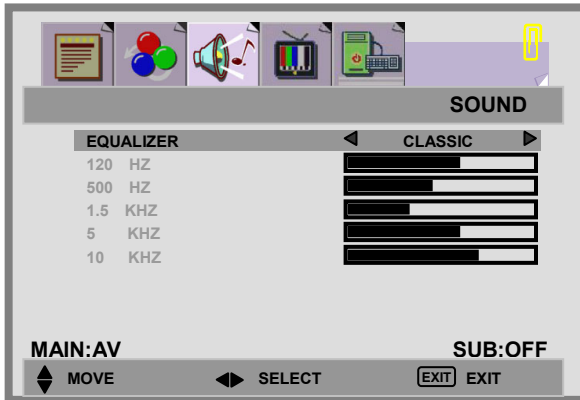 SOUND
EQUALIZER CLASSIC
120 HZ
500 HZ
1.5 KHZ
5 KHZ
10 KHZ
MAIN:AV SUB:OFF
MOVE SELECT EXIT EXIT